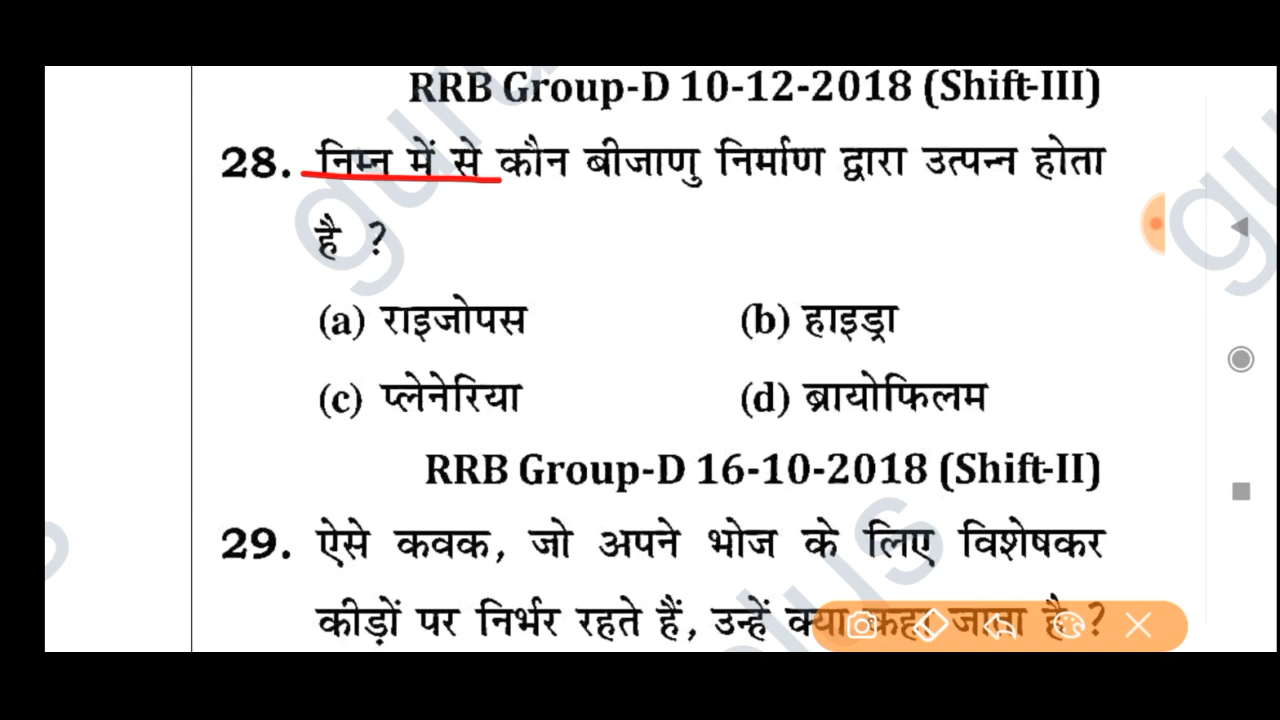 RRB Group-D 10-12-2018 (Shift-III)
28. निम्न में से कौन बीजाणु निर्माण द्वारा उत्पन्न होता
है ?
(a) राइजोपस (b) हाइड्रा
(c) प्लेनेरिया (d) ब्रायोफिलम
RRB Group-D 16-10-2018 (Shift-II)
29. ऐसे कवक, जो अपने भोज के लिए विशेषकर
कीड़ों पर निर्भर रहते हैं, उन्हें क्या कहा जाता है ?